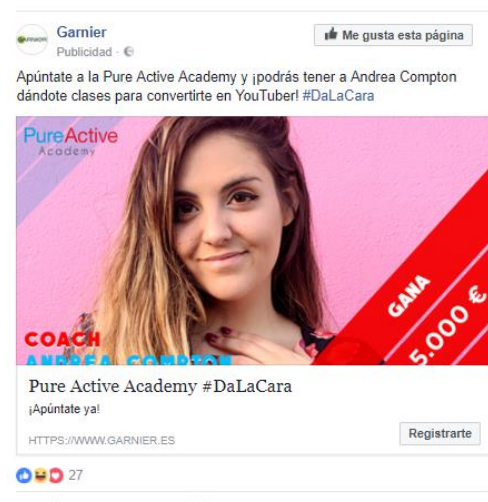 Garnier
Me gusta esta página
Publicidad ·
Apúntate a la Pure Active Academy y ¡podrás tener a Andrea Compton
dándote clases para convertirte en YouTuber! #DaLaCara
PureActive
Academy
GANA
5.000 €
COACH
ANDREA COMPTON
Pure Active Academy #DaLaCara
¡Apúntate ya!
HTTPS://WWW.GARNIER.ES
Registrarte
27